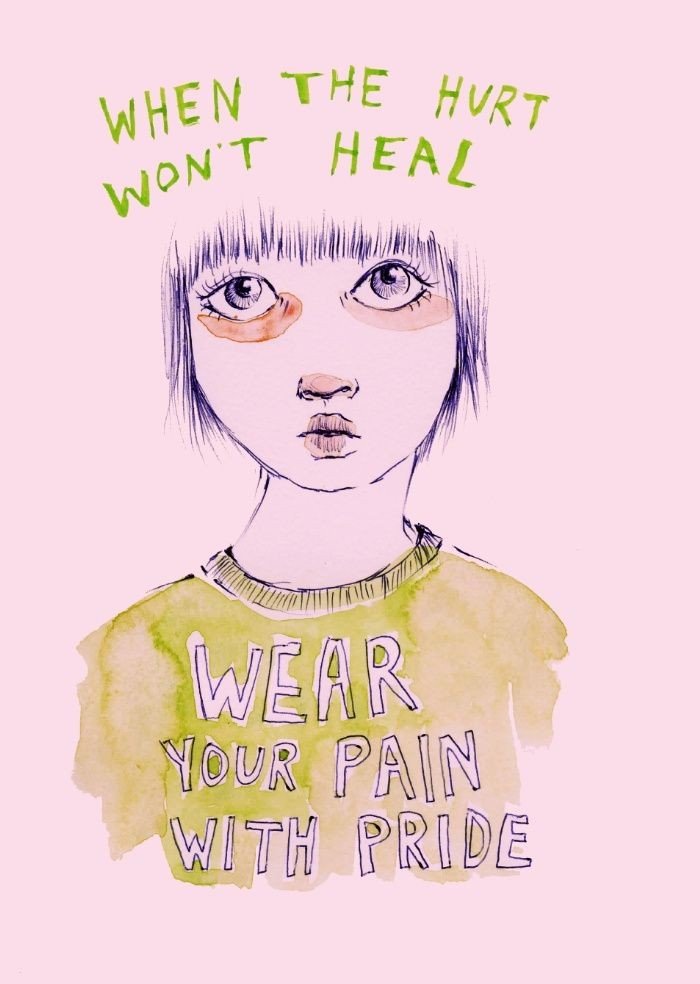 WHEN THE HURT
WON'T HEAL
WEAR
YOUR PAIN
WITH PRIDE